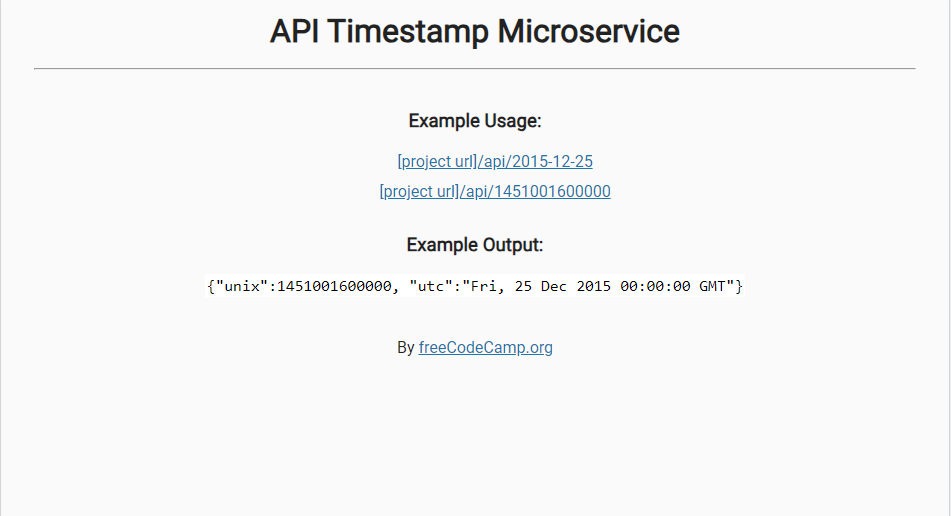 API Timestamp Microservice
Example Usage:
[project url]/api/2015-12-25
[project url]/api/1451001600000
Example Output:
{"unix":1451001600000, "utc":"Fri, 25 Dec 2015 00:00:00 GMT"}
By freeCodeCamp.org